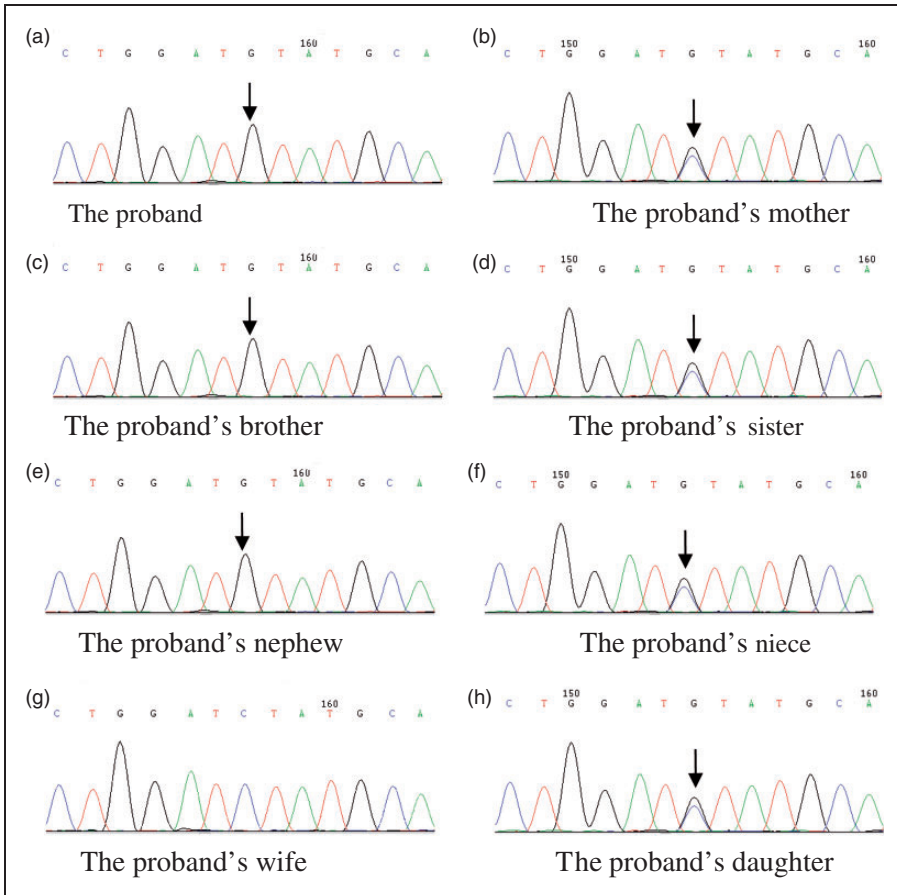 (a)
160
C T G G A T G T A T G C A
The proband
(b)
150 160
C T G G A T G T A T G C A
The proband's mother
(c)
160
C T G G A T G T A T G C A
The proband's brother
(d)
150 160
C T G G A T G T A T G C A
The proband's sister
(e)
160
C T G G A T G T A T G C A
The proband's nephew
(f)
150 160
C T G G A T G T A T G C A
The proband's niece
(g)
160
C T G G A T C T A T G C A
The proband's wife
(h)
150 160
C T G G A T G T A T G C A
The proband's daughter